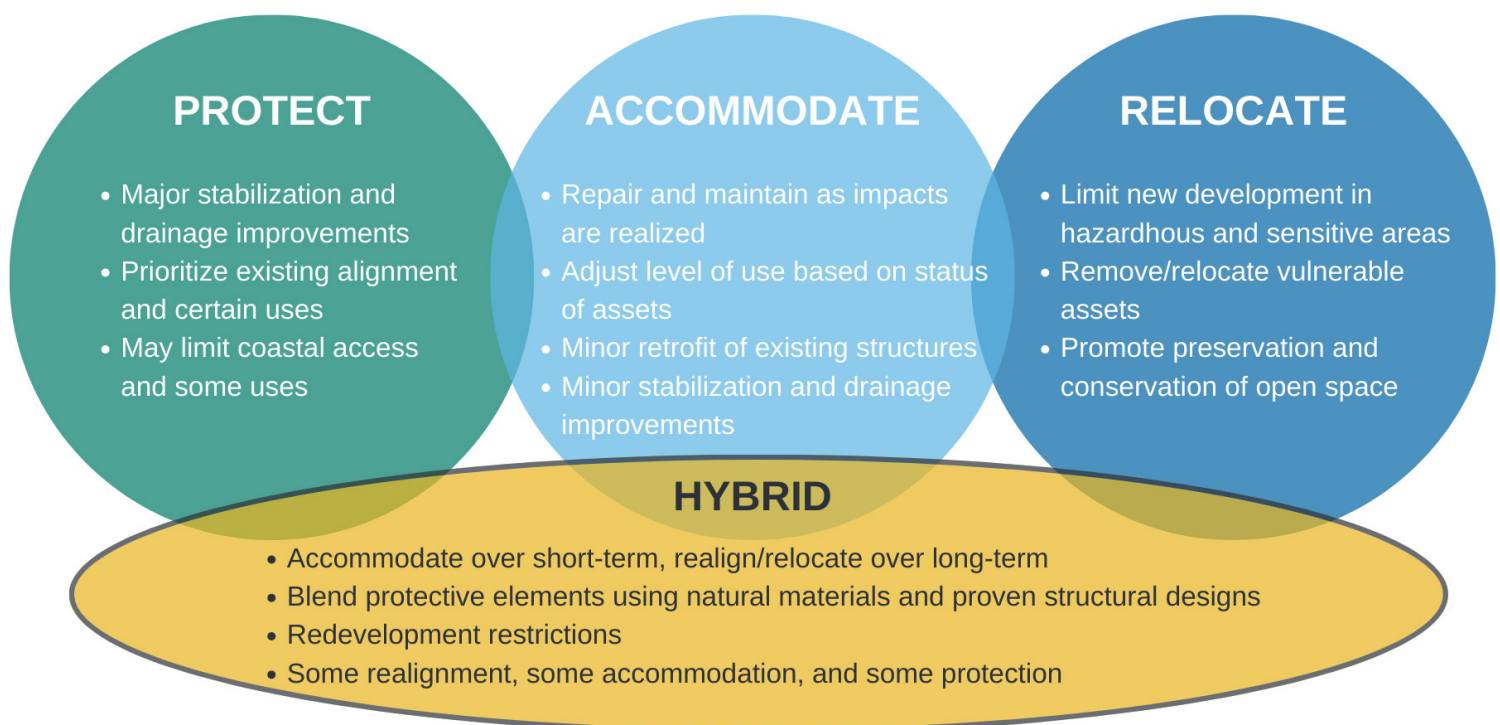 PROTECT
• Major stabilization and
drainage improvements
• Prioritize existing alignment
and certain uses
• May limit coastal access
and some uses
ACCOMMODATE
• Repair and maintain as impacts
are realized
• Adjust level of use based on status
of assets
• Minor retrofit of existing structures
• Minor stabilization and drainage
improvements
RELOCATE
• Limit new development in
hazardhous and sensitive areas
• Remove/relocate vulnerable
assets
• Promote preservation and
conservation of open space
HYBRID
• Accommodate over short-term, realign/relocate over long-term
• Blend protective elements using natural materials and proven structural designs
• Redevelopment restrictions
• Some realignment, some accommodation, and some protection